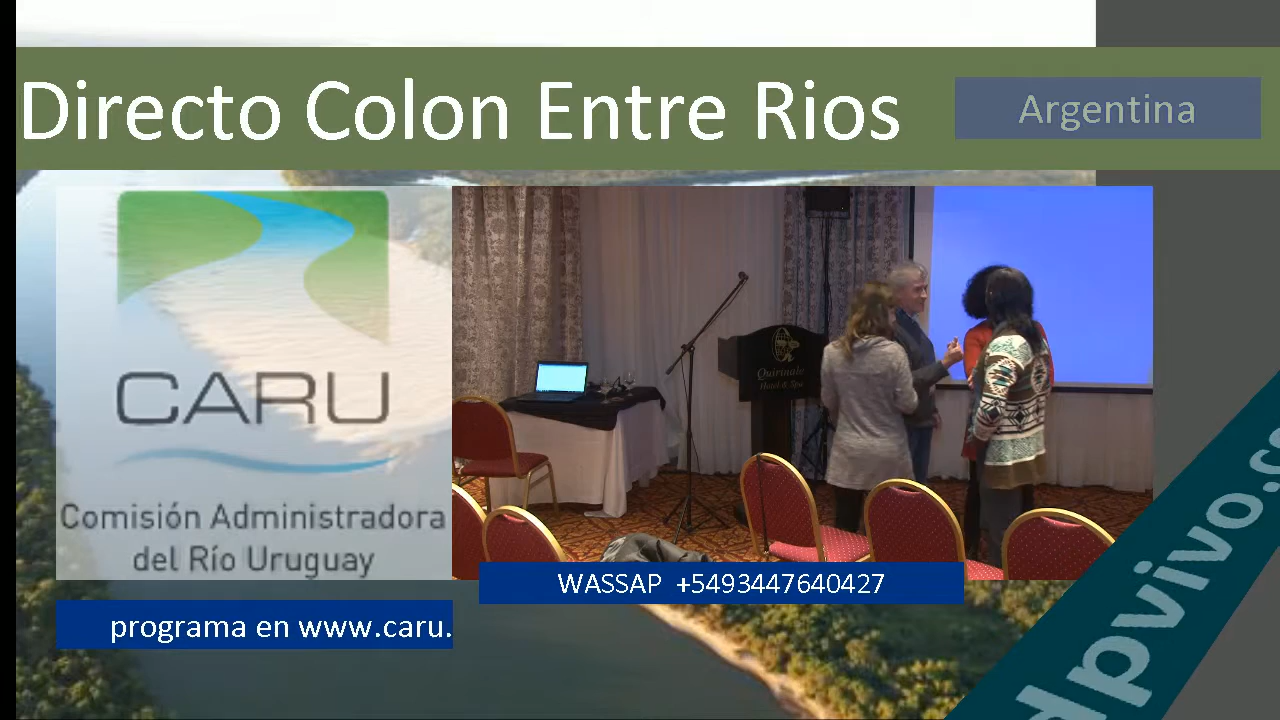 Directo Colon Entre Rios
Argentina
CARU
Comisión Administradora
del Río Uruguay
Quirinale
Hotel & Spa
WASSAP +5493447640427
programa en www.caru.
dpvivo.c